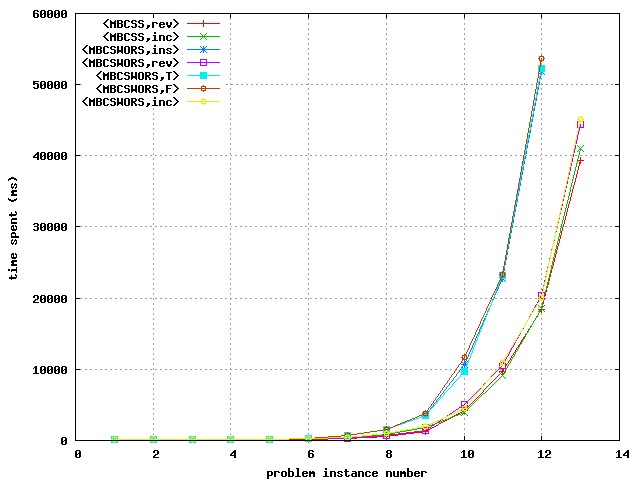 60000
50000
40000
30000
20000
10000
0
time spent (ms)
<MBCSS,rev>
<MBCSS,inc>
<MBCSWORS,ins>
<MBCSWORS,rev>
<MBCSWORS,T>
<MBCSWORS,F>
<MBCSWORS,inc>
0 2 4 6 8 10 12 14
problem instance number